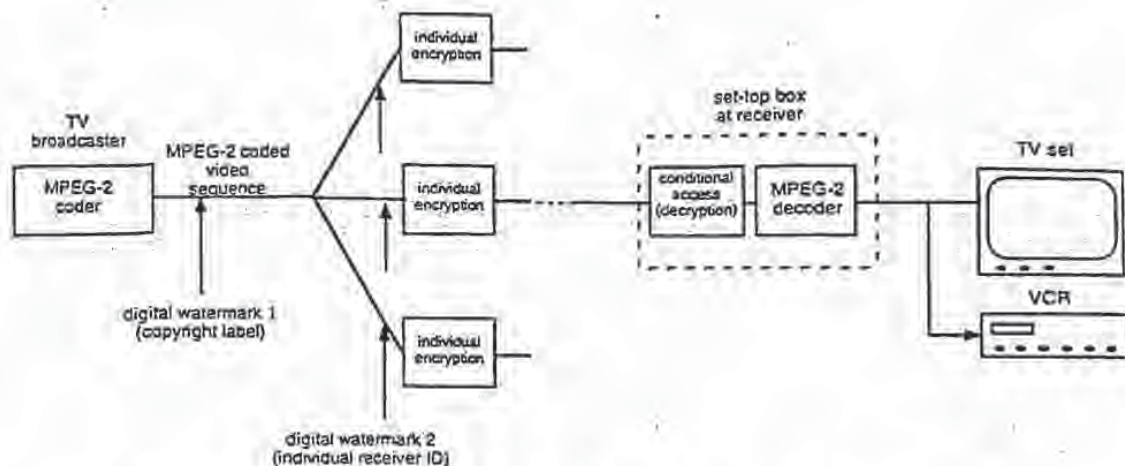 individual
encryption
TV
broadcaster
MPEG-2
coder
MPEG-2 coded
video
sequence
individual
encryption
set-top box
at receiver
conditional
access
(decryption)
MPEG-2
decoder
TV set
VCR
digital watermark 1
(copyright label)
individual
encryption
digital watermark 2
(individual receiver ID)